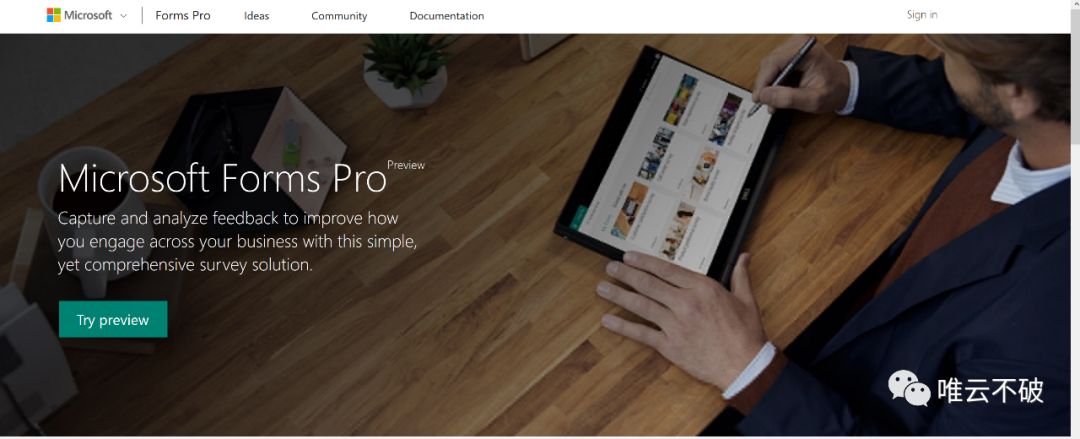 Microsoft
Forms Pro
Ideas
Community
Documentation
Sign in
Microsoft Forms Pro Preview
Capture and analyze feedback to improve how
you engage across your business with this simple,
yet comprehensive survey solution.
Try preview
唯云不破